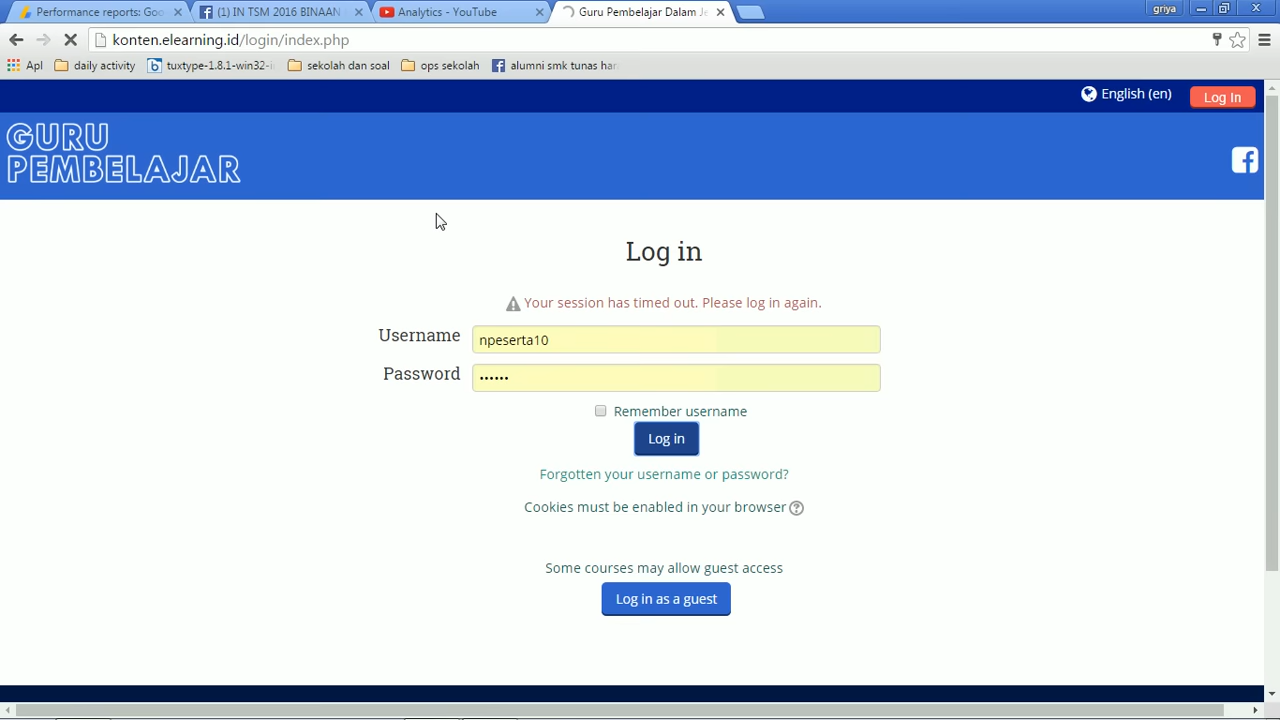 Performance reports: Goo
(1) IN TSM 2016 BINAAN
Analytics - YouTube
Guru Pembelajar Dalam Je
griya
konten.elearning.id/login/index.php
Apl
daily activity
tuxtype-1.8.1-win32-i
sekolah dan soal
ops sekolah
alumni smk tunas har
English (en)
Log In
GURU
PEMBELAJAR
Log in
Your session has timed out. Please log in again.
Username
npeserta10
Password
••••••
Remember username
Log in
Forgotten your username or password?
Cookies must be enabled in your browser
Some courses may allow guest access
Log in as a guest